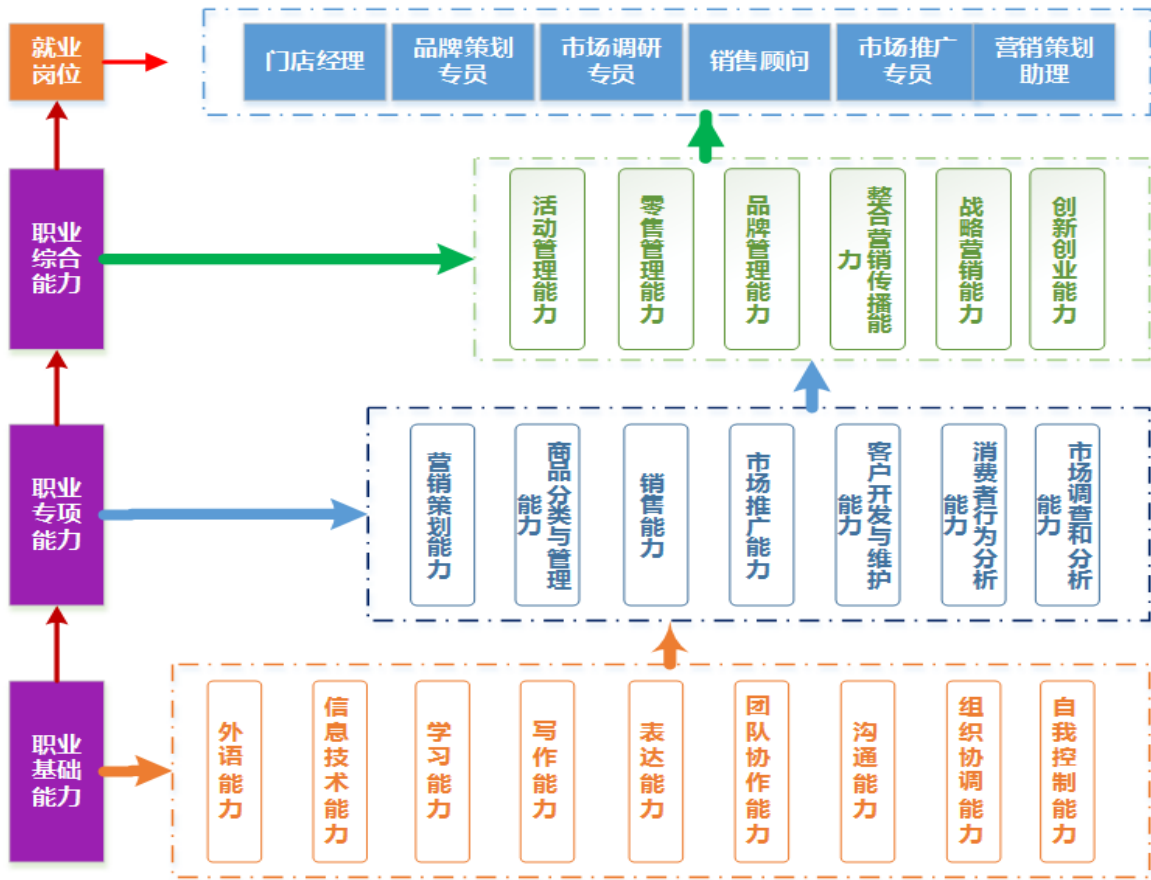 就业
岗位
门店经理
品牌策划
专员
市场调研
专员
销售顾问
市场推广
专员
营销策划
助理
职业
综合
能力
活动管理能力
零售管理能力
品牌管理能力
整合营销传播能
力
战略营销能力
创新创业能力
职业
专项
能力
营销策划能力
商品分类与管理
能力
销售能力
市场推广能力
客户开发与维护
能力
消费者行为分析
能力
市场调查和分析
能力
职业
基础
能力
外语能力
信息技术能力
学习能力
写作能力
表达能力
团队协作能力
沟通能力
组织协调能力
自我控制能力